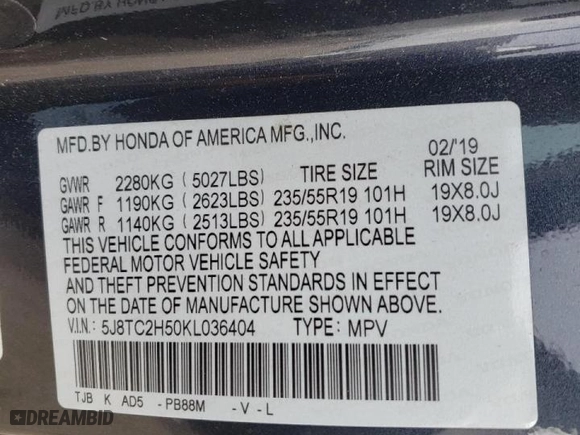 MFD.BY HONDA OF AMERICA MFG.,INC.
02/'19
GVWR 2280KG (5027LBS) TIRE SIZE RIM SIZE
GAWR F 1190KG (2623LBS) 235/55R19 101H 19X8.0J
GAWR R 1140KG (2513LBS) 235/55R19 101H 19X8.0J
THIS VEHICLE CONFORMS TO ALL APPLICABLE
FEDERAL MOTOR VEHICLE SAFETY
AND THEFT PREVENTION STANDARDS IN EFFECT
ON THE DATE OF MANUFACTURE SHOWN ABOVE.
V.I.N.: 5J8TC2H50KL036404 TYPE: MPV
TJB K AD5 -PB88M -V-L
DREAMBID